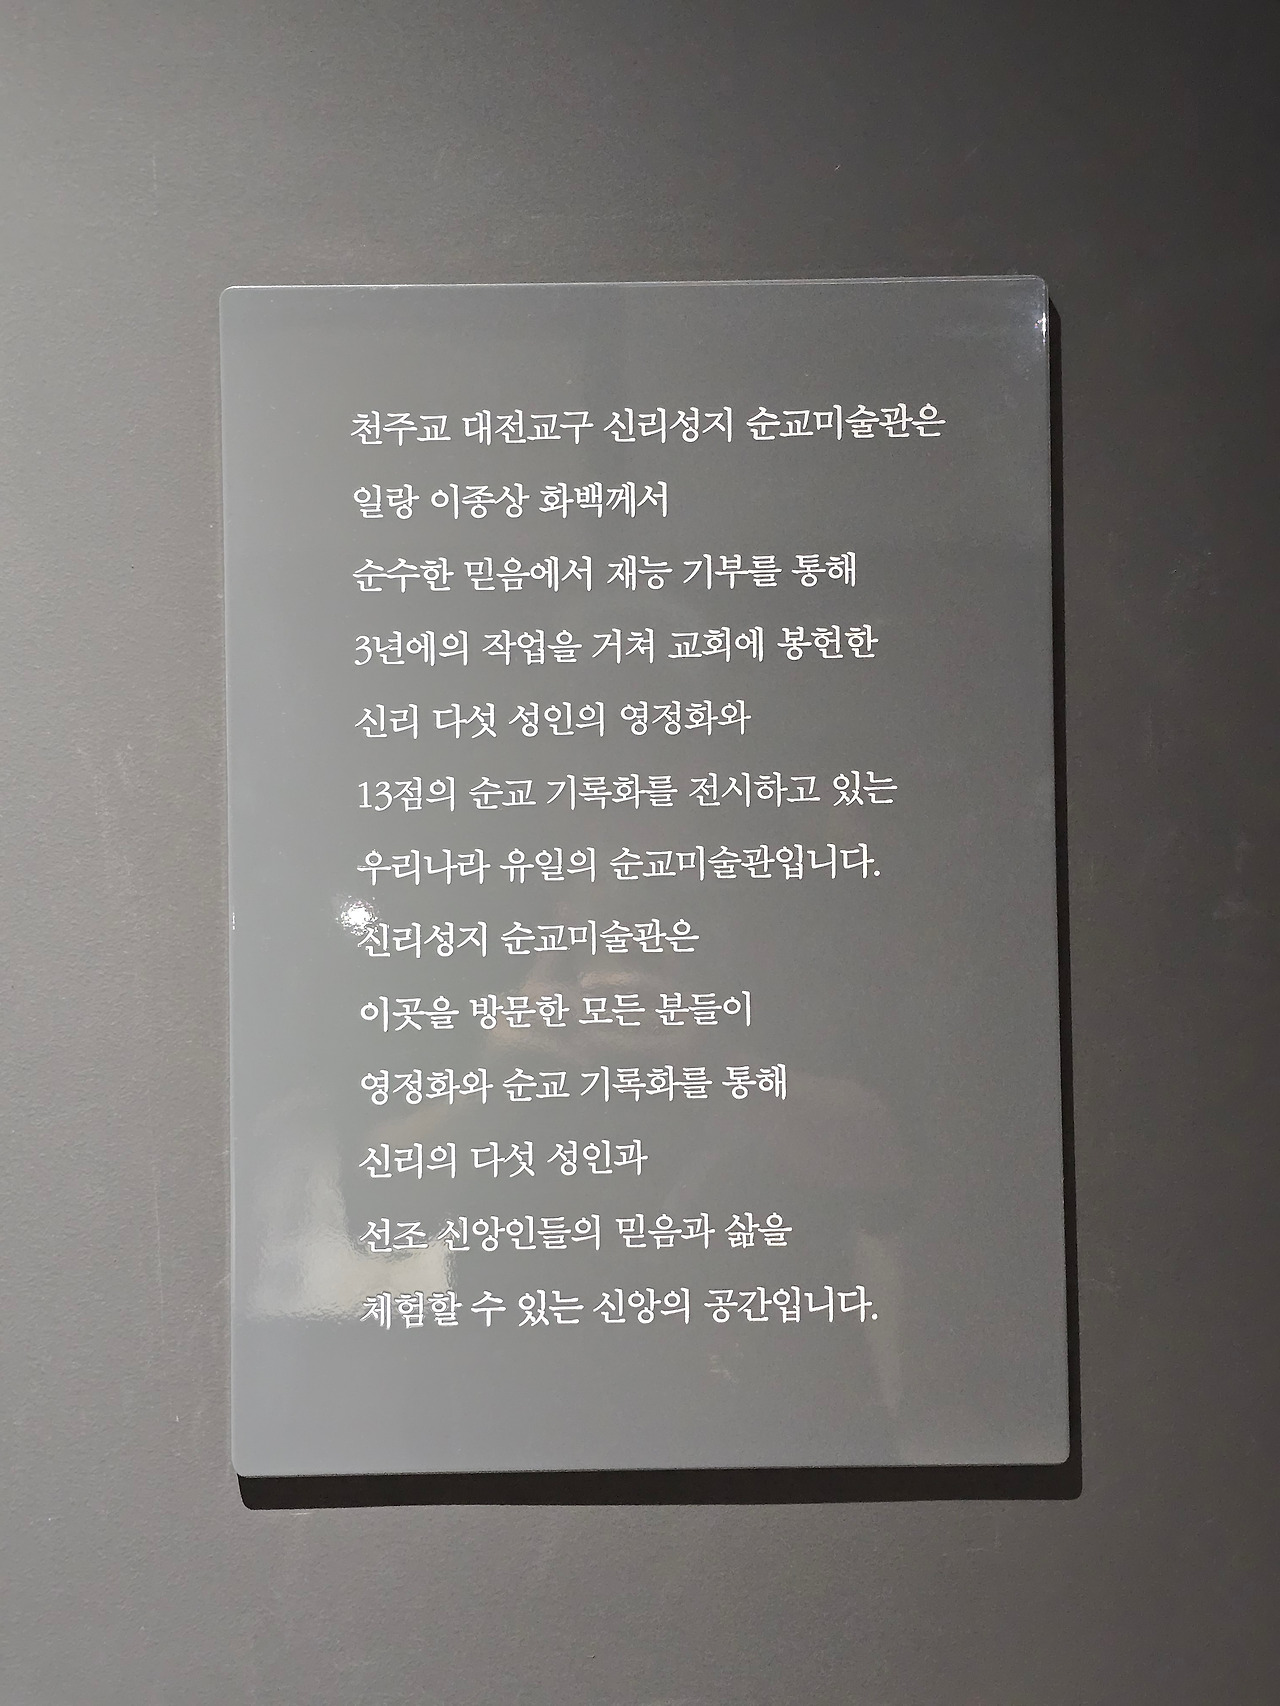 천주교 대전교구 신리성지 순교미술관은
일랑 이종상 화백께서
순수한 믿음에서 재능 기부를 통해
3년에의 작업을 거쳐 교회에 봉헌한
신리 다섯 성인의 영정화와
13점의 순교 기록화를 전시하고 있는
우리나라 유일의 순교미술관입니다.
신리성지 순교미술관은
이곳을 방문한 모든 분들이
영정화와 순교 기록화를 통해
신리의 다섯 성인과
선조 신앙인들의 믿음과 삶을
체험할 수 있는 신앙의 공간입니다.